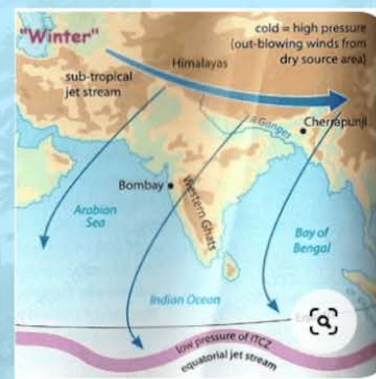 "Winter"
cold = high pressure
(out-blowing winds from
dry source area)
Himalayas
sub-tropical
jet stream
R Ganges
Cherrapunji
Bombay
Western Ghats
Arabian
Sea
Bay of
Bengal
Indian Ocean
low pressure of ITCZ
equatorial jet stream